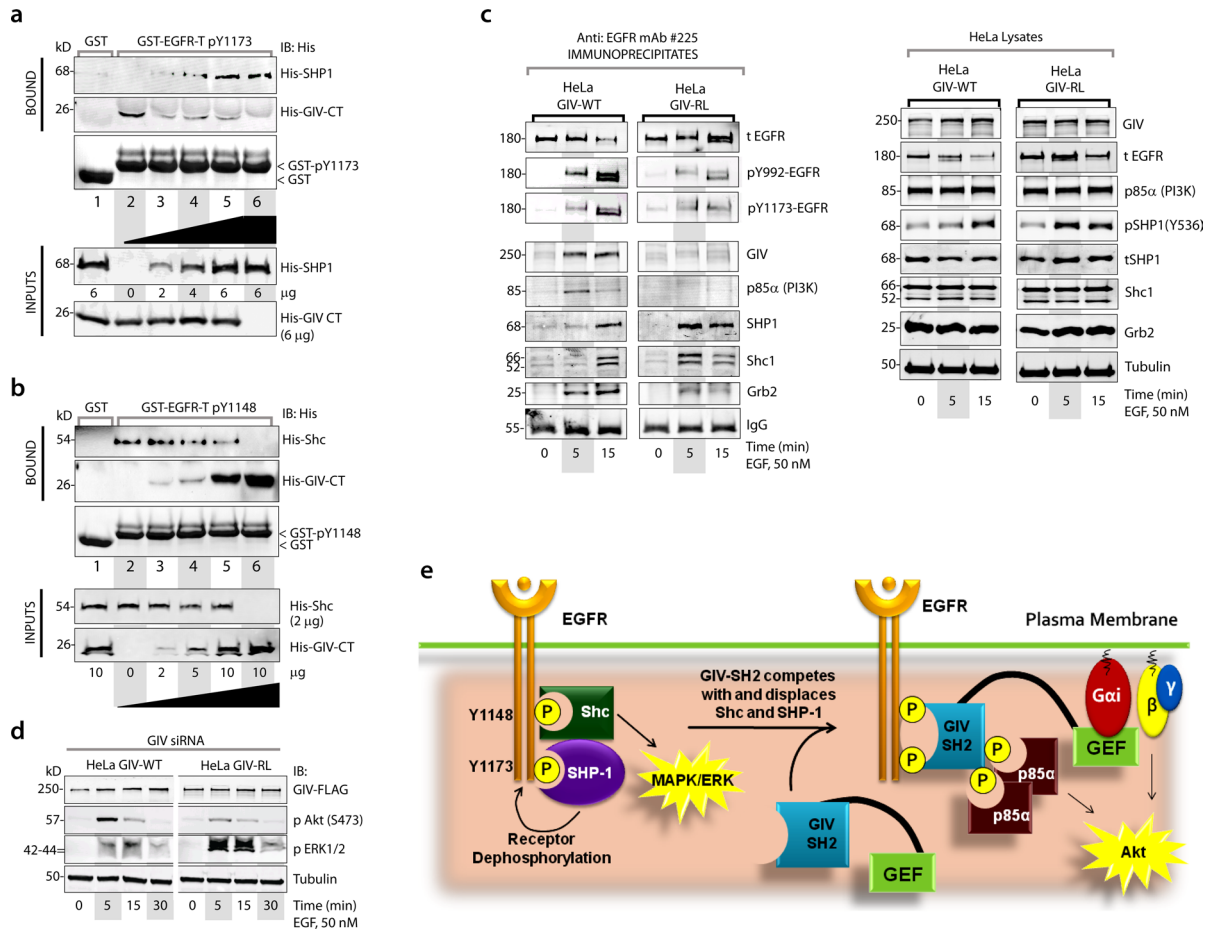 a
GST GST-EGFR-T pY1173
kD IB: His
BOUND
68 His-SHP1
26 His-GIV-CT
< GST-pY1173
< GST
1 2 3 4 5 6
INPUTS
68 His-SHP1
6 0 2 4 6 6 μg
His-GIV CT
(6 μg)
b
GST GST-EGFR-T pY1148
kD IB: His
BOUND
54 His-Shc
26 His-GIV-CT
< GST-pY1148
< GST
1 2 3 4 5 6
INPUTS
54 His-Shc
(2 μg)
26 His-GIV-CT
10 0 2 5 10 10 μg
c
Anti: EGFR mAb #225
IMMUNOPRECIPITATES
HeLa
GIV-WT
HeLa
GIV-RL
180 t EGFR
180 pY992-EGFR
180 pY1173-EGFR
250 GIV
85 p85α (PI3K)
68 SHP1
66 Shc1
52
25 Grb2
55 IgG
0 5 15 0 5 15 Time (min)
EGF, 50 nM
HeLa Lysates
HeLa
GIV-WT
HeLa
GIV-RL
250 GIV
180 t EGFR
85 p85α (PI3K)
68 pSHP1(Y536)
68 tSHP1
66 Shc1
52
25 Grb2
50 Tubulin
0 5 15 0 5 15 Time (min)
EGF, 50 nM
d
GIV siRNA
HeLa GIV-WT HeLa GIV-RL IB:
250 GIV-FLAG
57 p Akt (S473)
42-44 p ERK1/2
50 Tubulin
0 5 15 30 0 5 15 30 Time (min)
EGF, 50 nM
e
EGFR
EGFR
Plasma Membrane
Y1148
P
Shc
Y1173
P
SHP-1
Receptor
Dephosphorylation
MAPK/ERK
GIV-SH2 competes
with and displaces
Shc and SHP-1
GIV
SH2
GEF
P
P
GIV
SH2
P
p85α
P
p85α
Gαi
β
γ
GEF
Akt